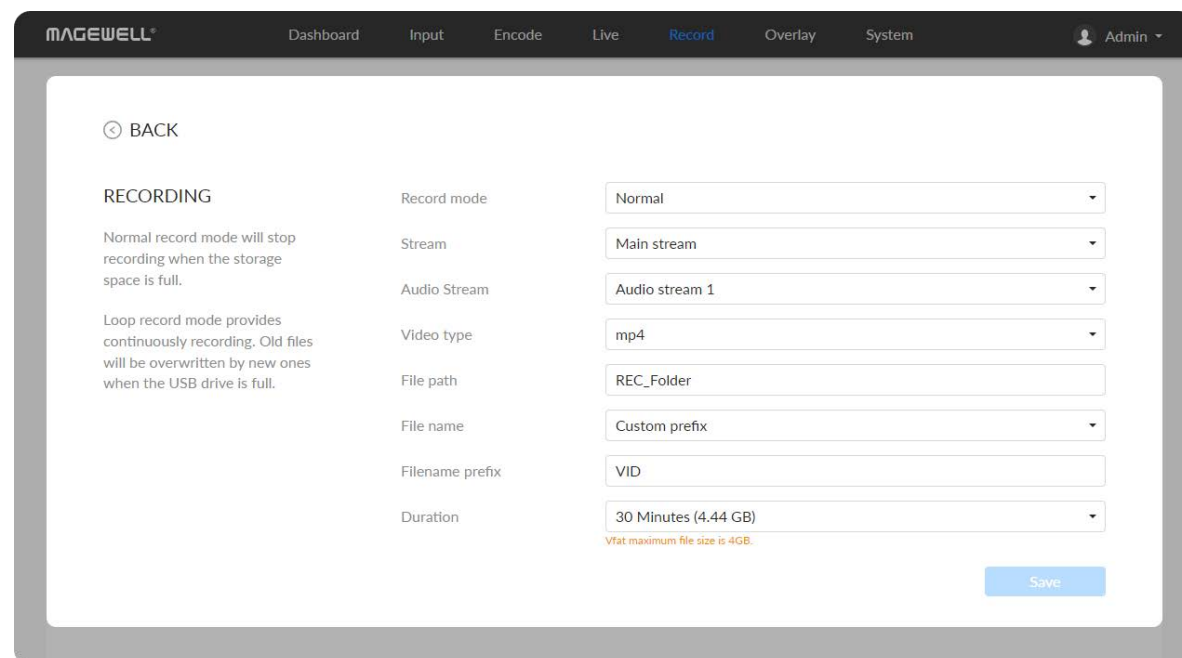 MAGEWELL®
Dashboard Input Encode Live Record Overlay System Admin
BACK
RECORDING
Normal record mode will stop
recording when the storage
space is full.
Loop record mode provides
continuously recording. Old files
will be overwritten by new ones
when the USB drive is full.
Record mode Normal
Stream Main stream
Audio Stream Audio stream 1
Video type mp4
File path REC_Folder
File name Custom prefix
Filename prefix VID
Duration 30 Minutes (4.44 GB)
Vfat maximum file size is 4GB.
Save